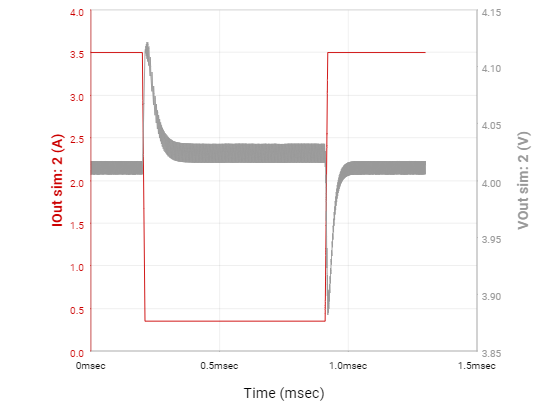 4.0
3.5
3.0
2.5
2.0
1.5
1.0
0.5
0.0
IOut sim: 2 (A)
4.15
4.10
4.05
4.00
3.95
3.90
3.85
VOut sim: 2 (V)
0msec
0.5msec
1.0msec
1.5msec
Time (msec)